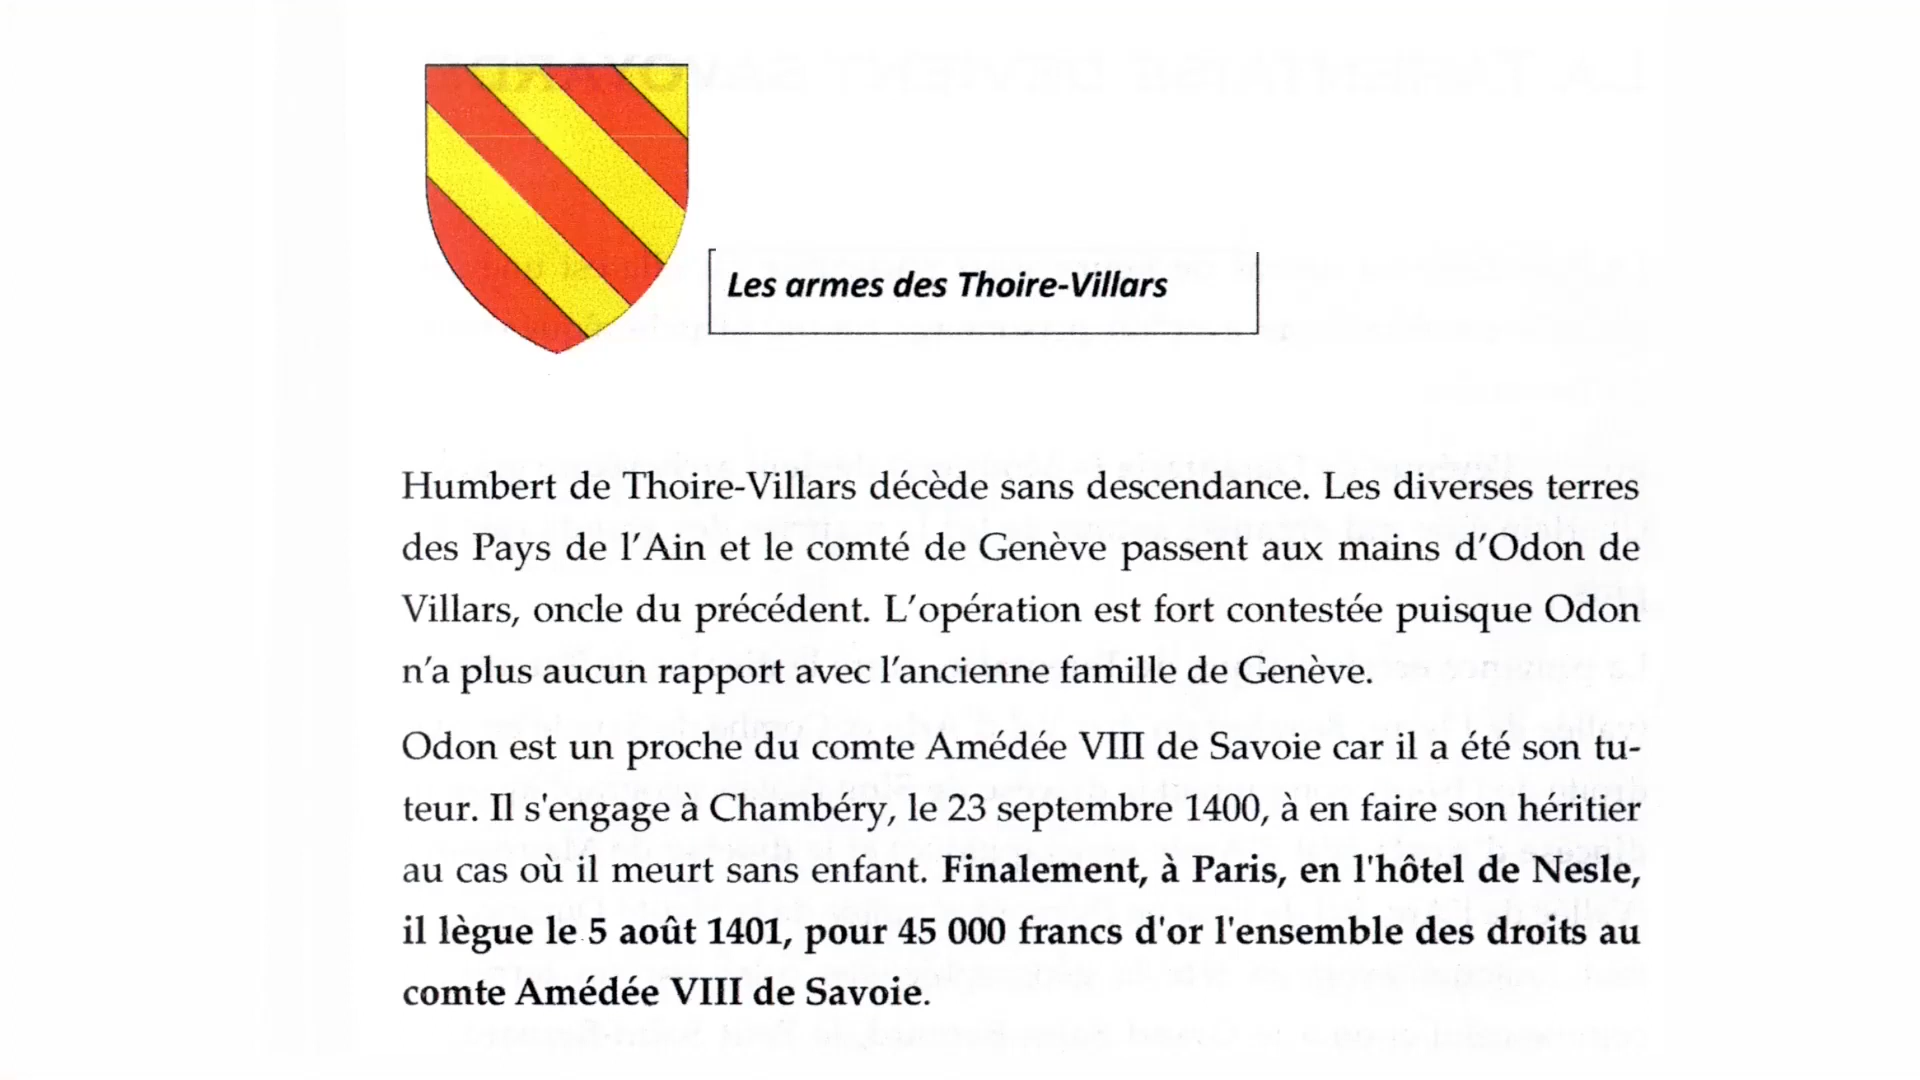 Les armes des Thoire-Villars
Humbert de Thoire-Villars décède sans descendance. Les diverses terres
des Pays de l'Ain et le comté de Genève passent aux mains d'Odon de
Villars, oncle du précédent. L'opération est fort contestée puisque Odon
n'a plus aucun rapport avec l'ancienne famille de Genève.
Odon est un proche du comte Amédée VIII de Savoie car il a été son tu-
teur. Il s'engage à Chambéry, le 23 septembre 1400, à en faire son héritier
au cas où il meurt sans enfant. Finalement, à Paris, en l'hôtel de Nesle,
il lègue le 5 août 1401, pour 45 000 francs d'or l'ensemble des droits au
comte Amédée VIII de Savoie.